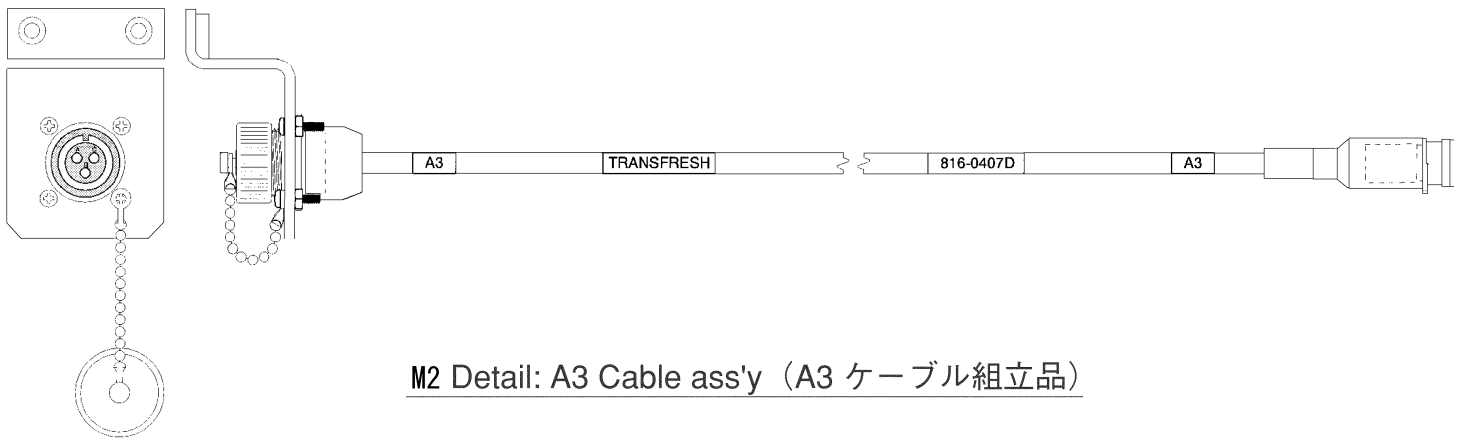 A3
TRANSFRESH
816-0407D
A3
M2 Detail: A3 Cable ass'y (A3 ケーブル組立品)